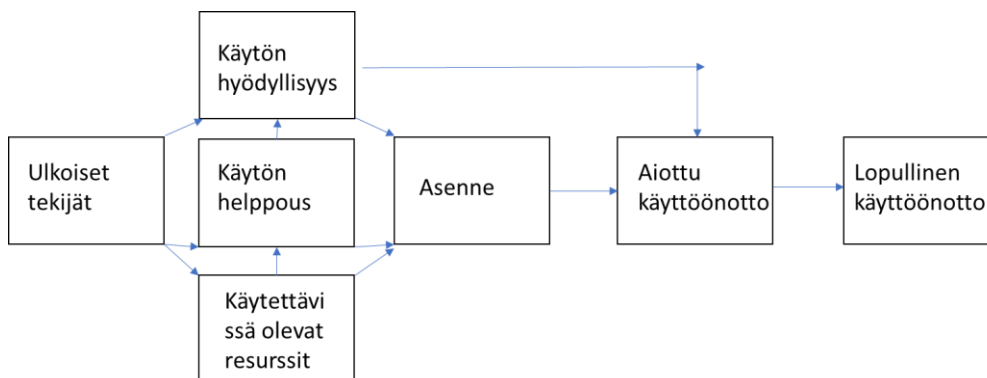 Käytön
hyödyllisyys
Ulkoiset
tekijät
Käytön
helppous
Asenne
Aiottu
käyttöönotto
Lopullinen
käyttöönotto
Käytettävi
ssä olevat
resurssit